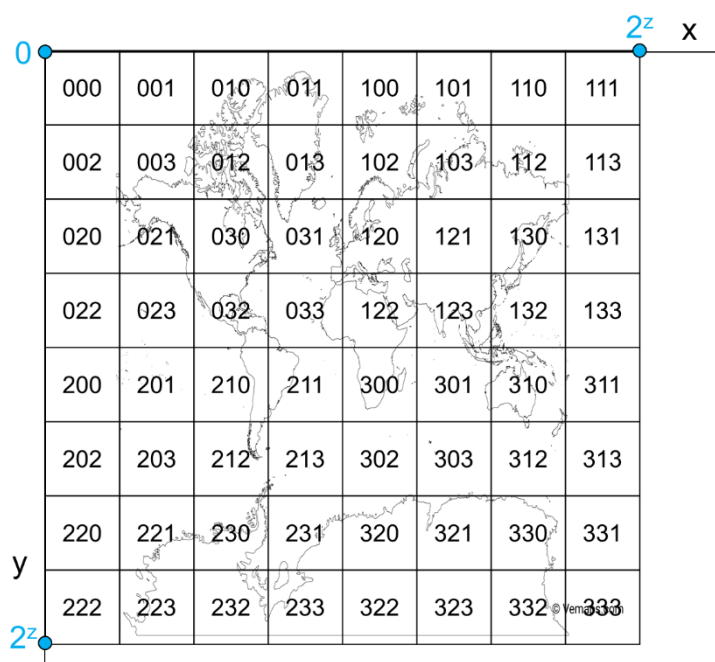 2ᶻ x
0
000 001 010 011 100 101 110 111
002 003 012 013 102 103 112 113
020 021 030 031 120 121 130 131
022 023 032 033 122 123 132 133
200 201 210 211 300 301 310 311
202 203 212 213 302 303 312 313
220 221 230 231 320 321 330 331
y
222 223 232 233 322 323 332 333
© Vemaps.com
2ᶻ